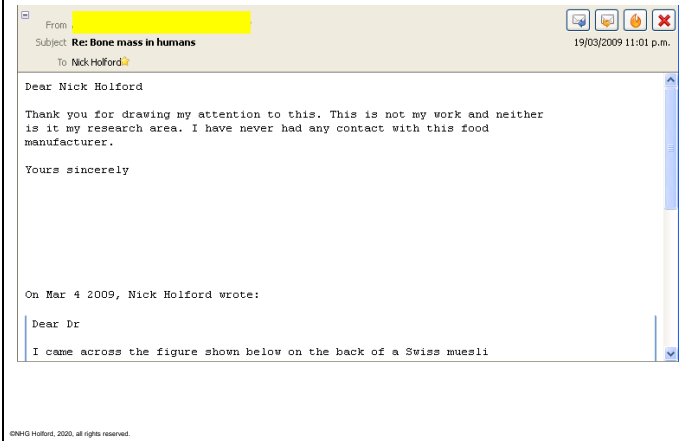 From
Subject Re: Bone mass in humans
19/03/2009 11:01 p.m.
To Nick Holford
Dear Nick Holford
Thank you for drawing my attention to this. This is not my work and neither
is it my research area. I have never had any contact with this food
manufacturer.
Yours sincerely
On Mar 4 2009, Nick Holford wrote:
Dear Dr
I came across the figure shown below on the back of a Swiss muesli
©NHG Holford, 2020, all rights reserved.